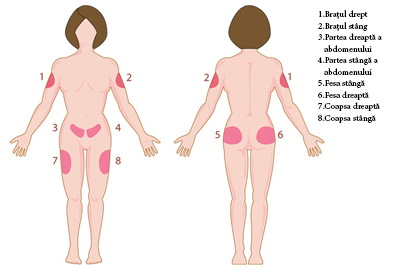 1.Brațul drept
2.Brațul stâng
3.Partea dreaptă a
abdomenului
4.Partea stângă a
abdomenului
5.Fesa stângă
6.Fesa dreaptă
7.Coapsa dreaptă
8.Coapsa stângă
1 2 2 1
3 4 5 6
7 8